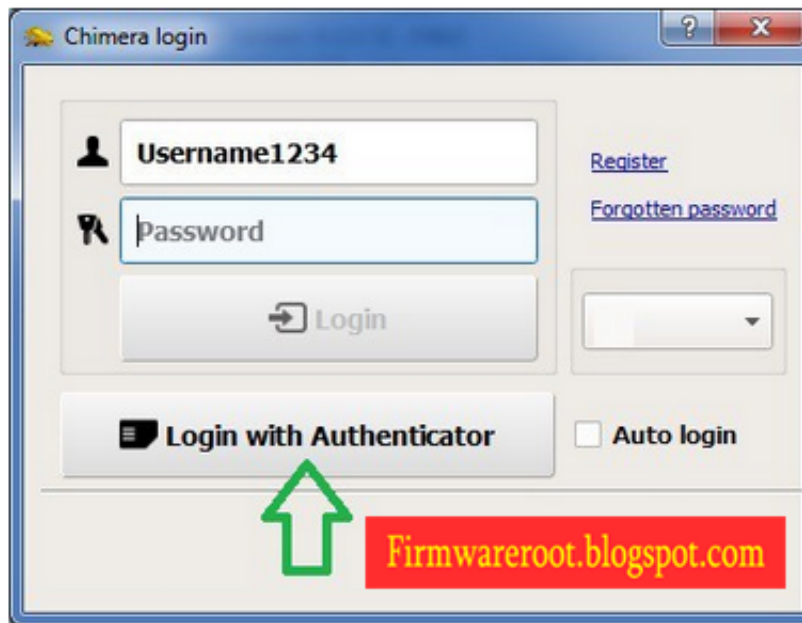 Chimera login
?
X
Username1234
Password
Login
Register
Forgotten password
Login with Authenticator
Auto login
Firmwareroot.blogspot.com